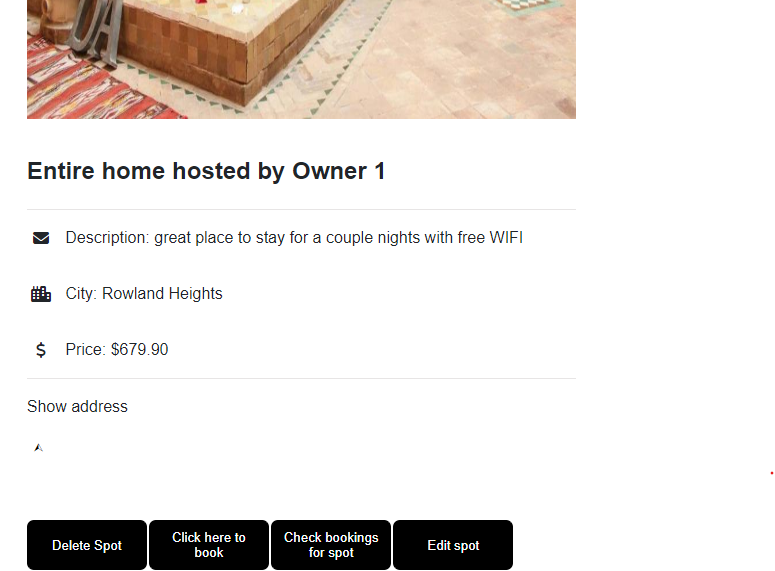 Entire home hosted by Owner 1
Description: great place to stay for a couple nights with free WIFI
City: Rowland Heights
$ Price: $679.90
Show address
Delete Spot
Click here to
book
Check bookings
for spot
Edit spot